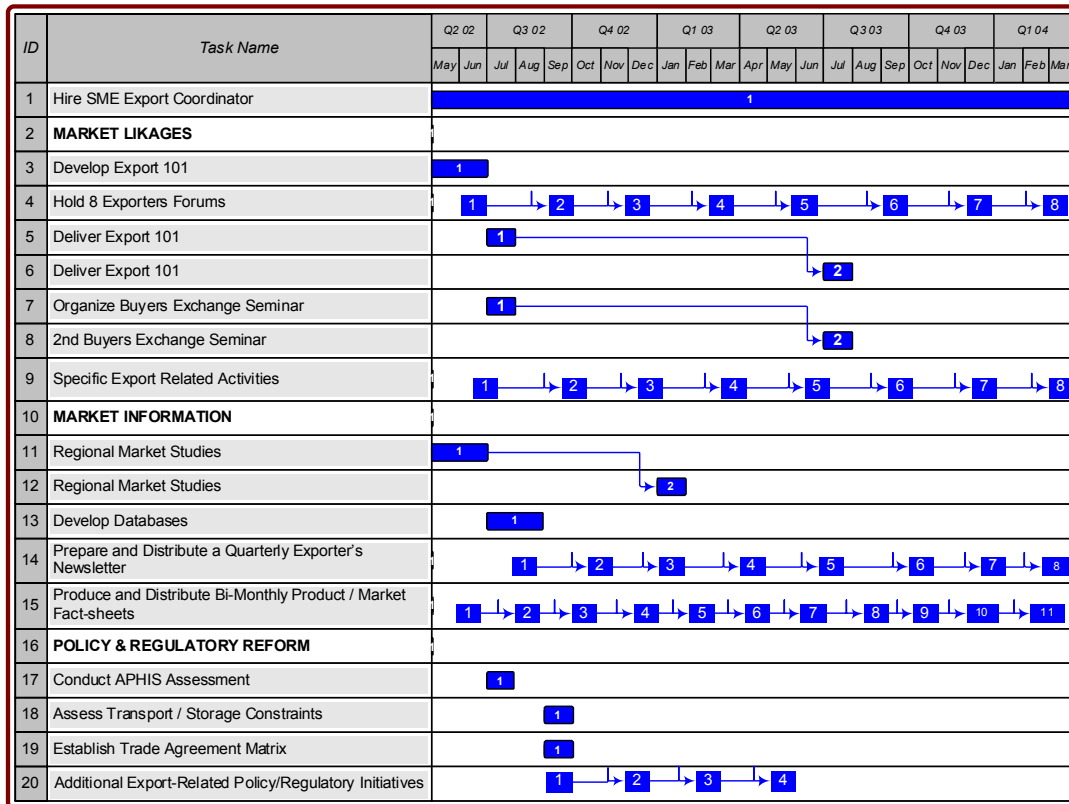 ID Task Name Q2 02 Q3 02 Q4 02 Q1 03 Q2 03 Q3 03 Q4 03 Q1 04
May Jun Jul Aug Sep Oct Nov Dec Jan Feb Mar Apr May Jun Jul Aug Sep Oct Nov Dec Jan Feb Mar
1 Hire SME Export Coordinator 1
2 MARKET LIKAGES
3 Develop Export 101 1
4 Hold 8 Exporters Forums 1 2 3 4 5 6 7 8
5 Deliver Export 101 1
6 Deliver Export 101 2
7 Organize Buyers Exchange Seminar 1
8 2nd Buyers Exchange Seminar 2
9 Specific Export Related Activities 1 2 3 4 5 6 7 8
10 MARKET INFORMATION
11 Regional Market Studies 1
12 Regional Market Studies 2
13 Develop Databases 1
14 Prepare and Distribute a Quarterly Exporter's
Newsletter 1 2 3 4 5 6 7 8
15 Produce and Distribute Bi-Monthly Product / Market
Fact-sheets 1 2 3 4 5 6 7 8 9 10 11
16 POLICY & REGULATORY REFORM
17 Conduct APHIS Assessment 1
18 Assess Transport / Storage Constraints 1
19 Establish Trade Agreement Matrix 1
20 Additional Export-Related Policy/Regulatory Initiatives 1 2 3 4